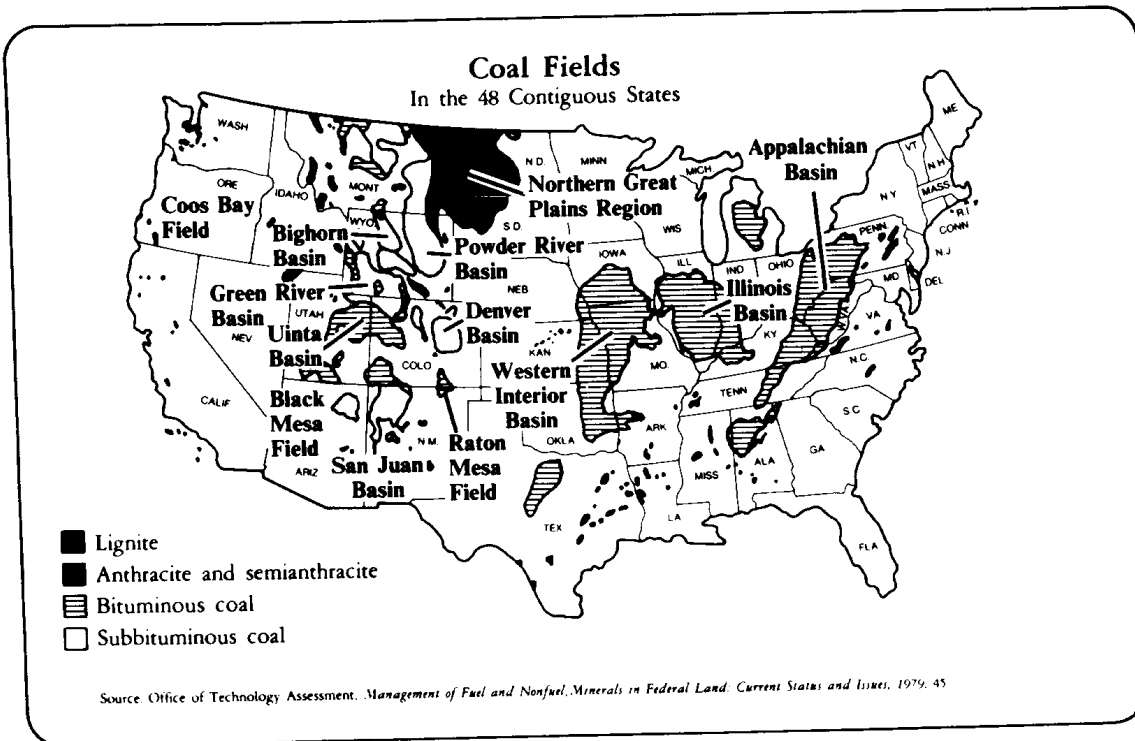 Coal Fields
In the 48 Contiguous States
WASH
ORE
IDAHO
MONT
N.D.
MINN
MICH
Appalachian
Basin
ME
VT
N.H.
MASS
R.I
CONN
N.Y
N.J
PENN
DEL
MD
Coos Bay
Field
Northern Great
Plains Region
Bighorn
Basin
WYO
S.D.
WIS
Powder River
Basin
IOWA
ILL
IND
OHIO
Illinois
Basin
Green River
Basin
NEB
Denver
Basin
NEV
UTAH
Uinta
Basin
COLO
KAN
MO.
KY
VA
N.C.
Western
Interior
Basin
TENN
S.C.
CALIF
Black
Mesa
Field
ARIZ
San Juan
Basin
N.M.
Raton
Mesa
Field
OKLA
ARK
MISS
ALA
GA
TEX
LA
FLA
Lignite
Anthracite and semianthracite
Bituminous coal
Subbituminous coal
Source: Office of Technology Assessment, Management of Fuel and Nonfuel Minerals in Federal Land: Current Status and Issues, 1979, 45